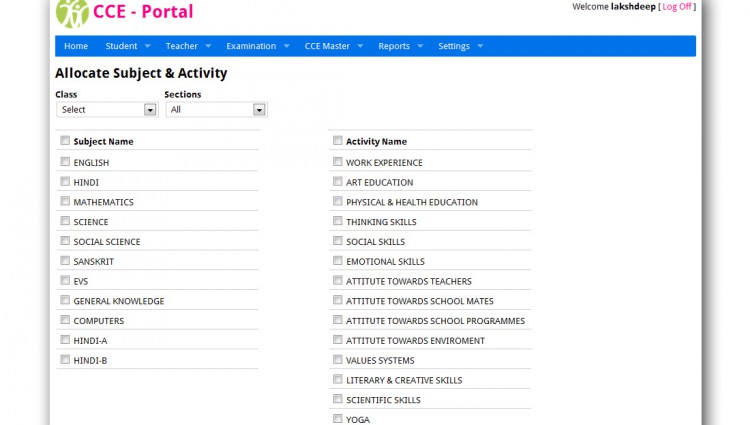 CCE - Portal
Welcome lakshdeep [ Log Off ]
Home Student Teacher Examination CCE Master Reports Settings
Allocate Subject & Activity
Class Sections
Select All
Subject Name
ENGLISH
HINDI
MATHEMATICS
SCIENCE
SOCIAL SCIENCE
SANSKRIT
EVS
GENERAL KNOWLEDGE
COMPUTERS
HINDI-A
HINDI-B
Activity Name
WORK EXPERIENCE
ART EDUCATION
PHYSICAL & HEALTH EDUCATION
THINKING SKILLS
SOCIAL SKILLS
EMOTIONAL SKILLS
ATTITUTE TOWARDS TEACHERS
ATTITUTE TOWARDS SCHOOL MATES
ATTITUTE TOWARDS SCHOOL PROGRAMMES
ATTITUTE TOWARDS ENVIROMENT
VALUES SYSTEMS
LITERARY & CREATIVE SKILLS
SCIENTIFIC SKILLS
YOGA